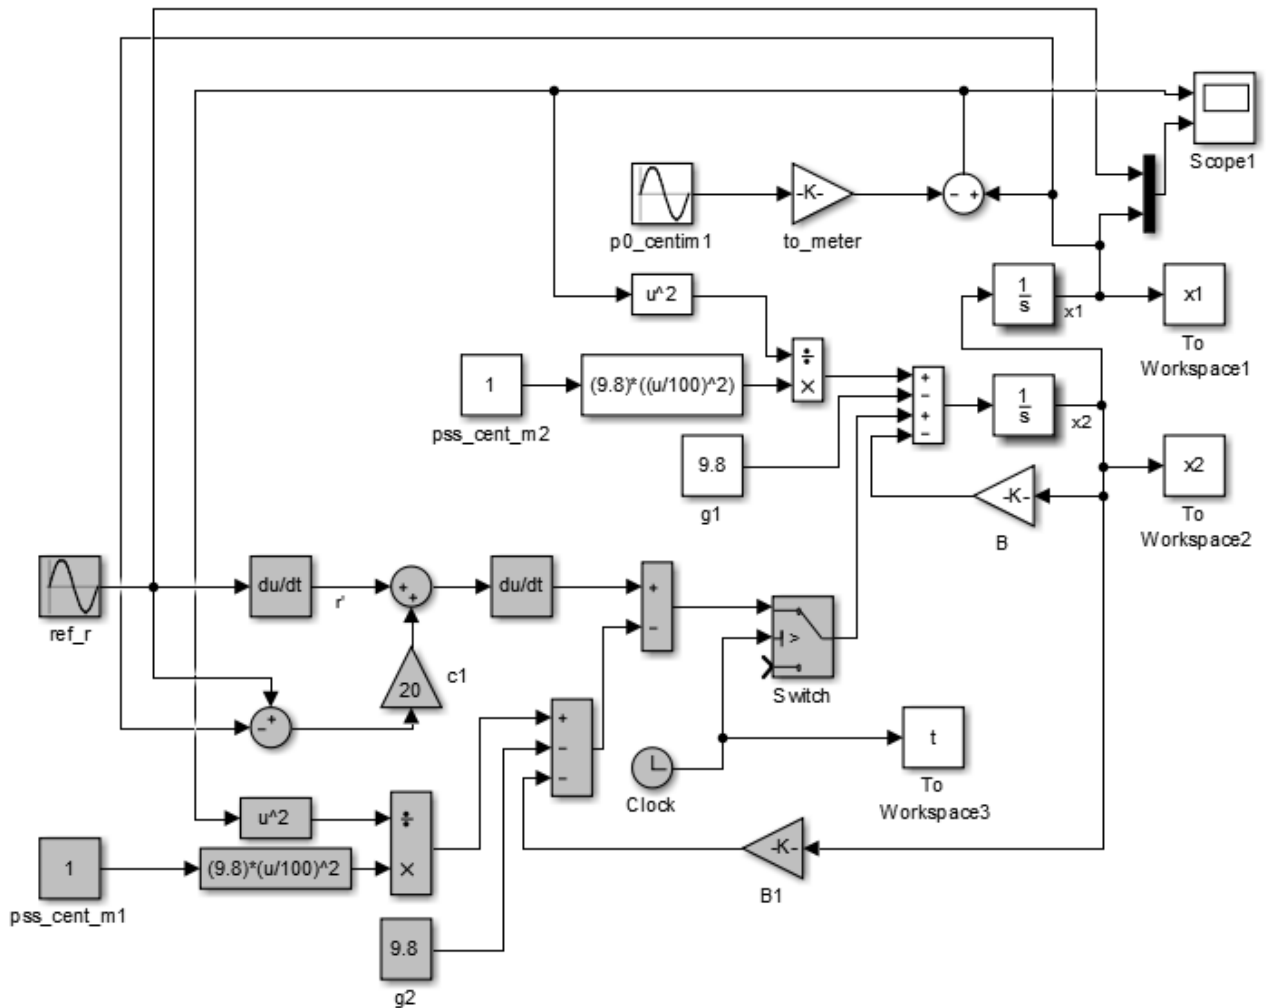 Scope1
-K-
- +
p0_centim1
to_meter
u^2
1
s
x1
x1
To
Workspace1
÷
×
1
(9.8)*((u/100)^2)
pss_cent_m2
+
-
+
-
1
s
x2
9.8
g1
x2
To
Workspace2
-K-
B
ref_r
du/dt
r'
+
+
du/dt
+
-
>
Switch
20
c1
+
-
+
-
-
t
To
Workspace3
Clock
u^2
÷
×
-K-
B1
1
(9.8)*(u/100)^2
pss_cent_m1
9.8
g2